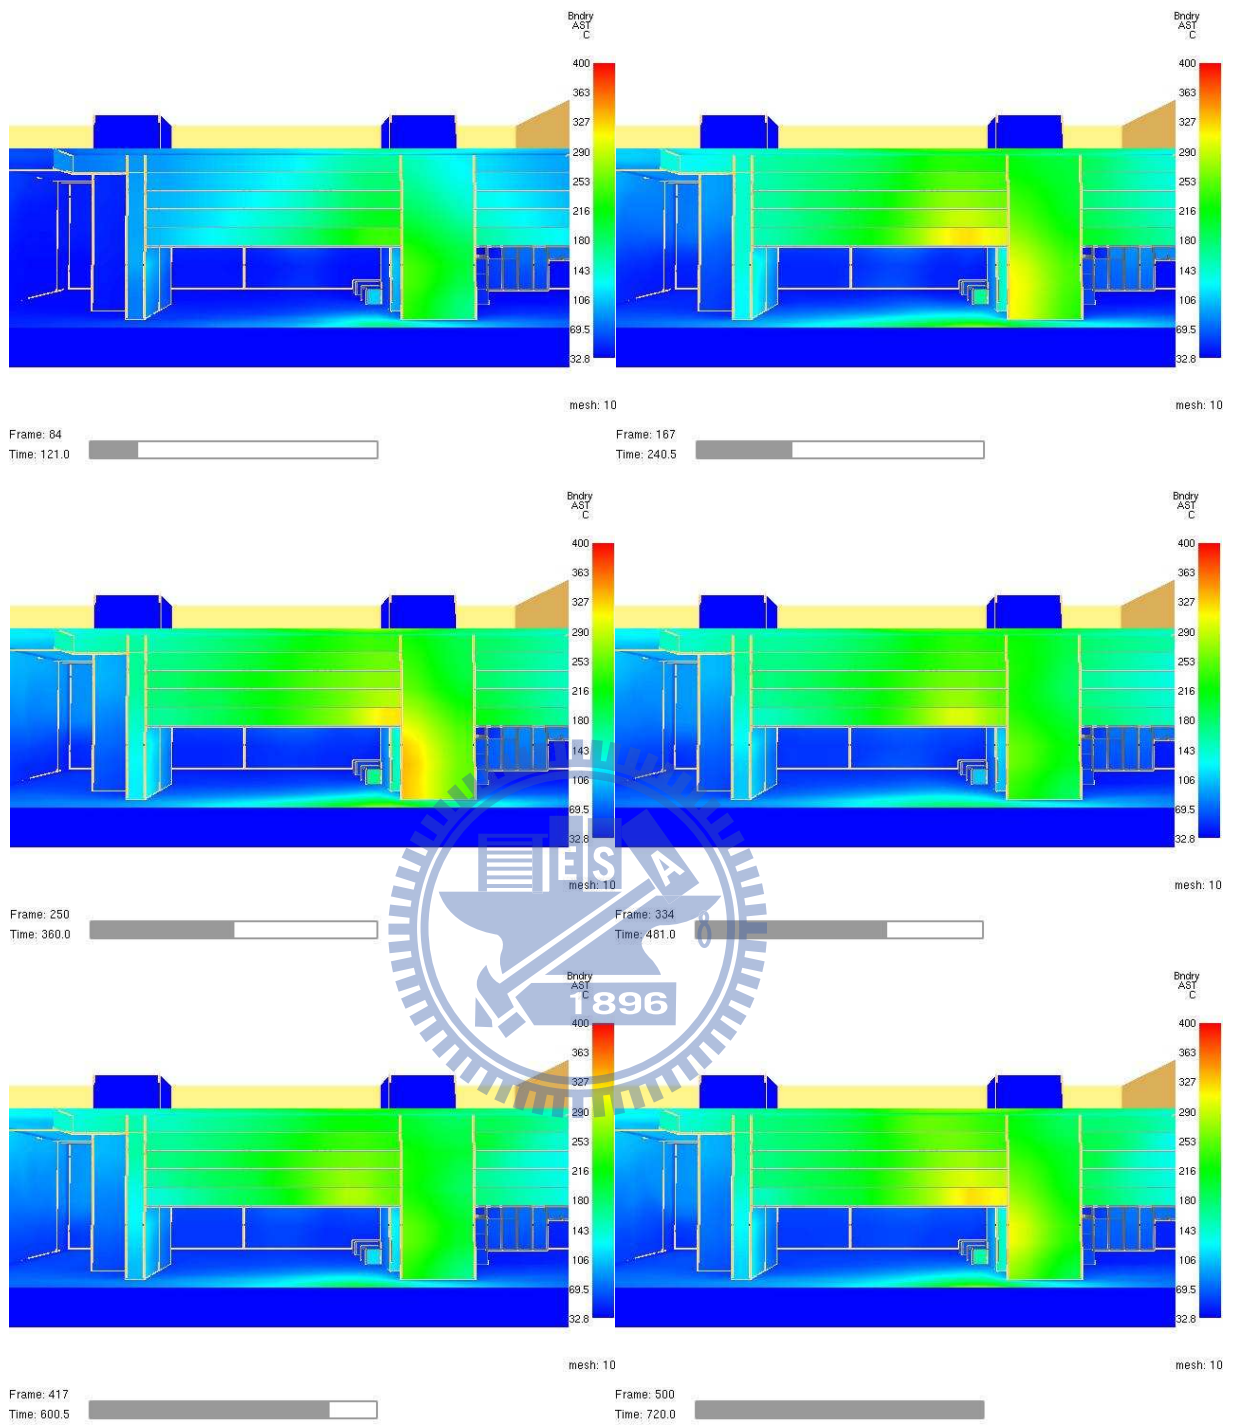 Bndry
AST
C
400
363
327
290
253
216
180
143
106
69.5
32.8
mesh: 10
Frame: 84
Time: 121.0
Bndry
AST
C
400
363
327
290
253
216
180
143
106
69.5
32.8
mesh: 10
Frame: 167
Time: 240.5
Bndry
AST
C
400
363
327
290
253
216
180
143
106
69.5
32.8
mesh: 10
Frame: 250
Time: 360.0
Bndry
AST
C
400
363
327
290
253
216
180
143
106
69.5
32.8
mesh: 10
Frame: 334
Time: 481.0
ESA
1896
Bndry
AST
C
400
363
327
290
253
216
180
143
106
69.5
32.8
mesh: 10
Frame: 417
Time: 600.5
Bndry
AST
C
400
363
327
290
253
216
180
143
106
69.5
32.8
mesh: 10
Frame: 500
Time: 720.0